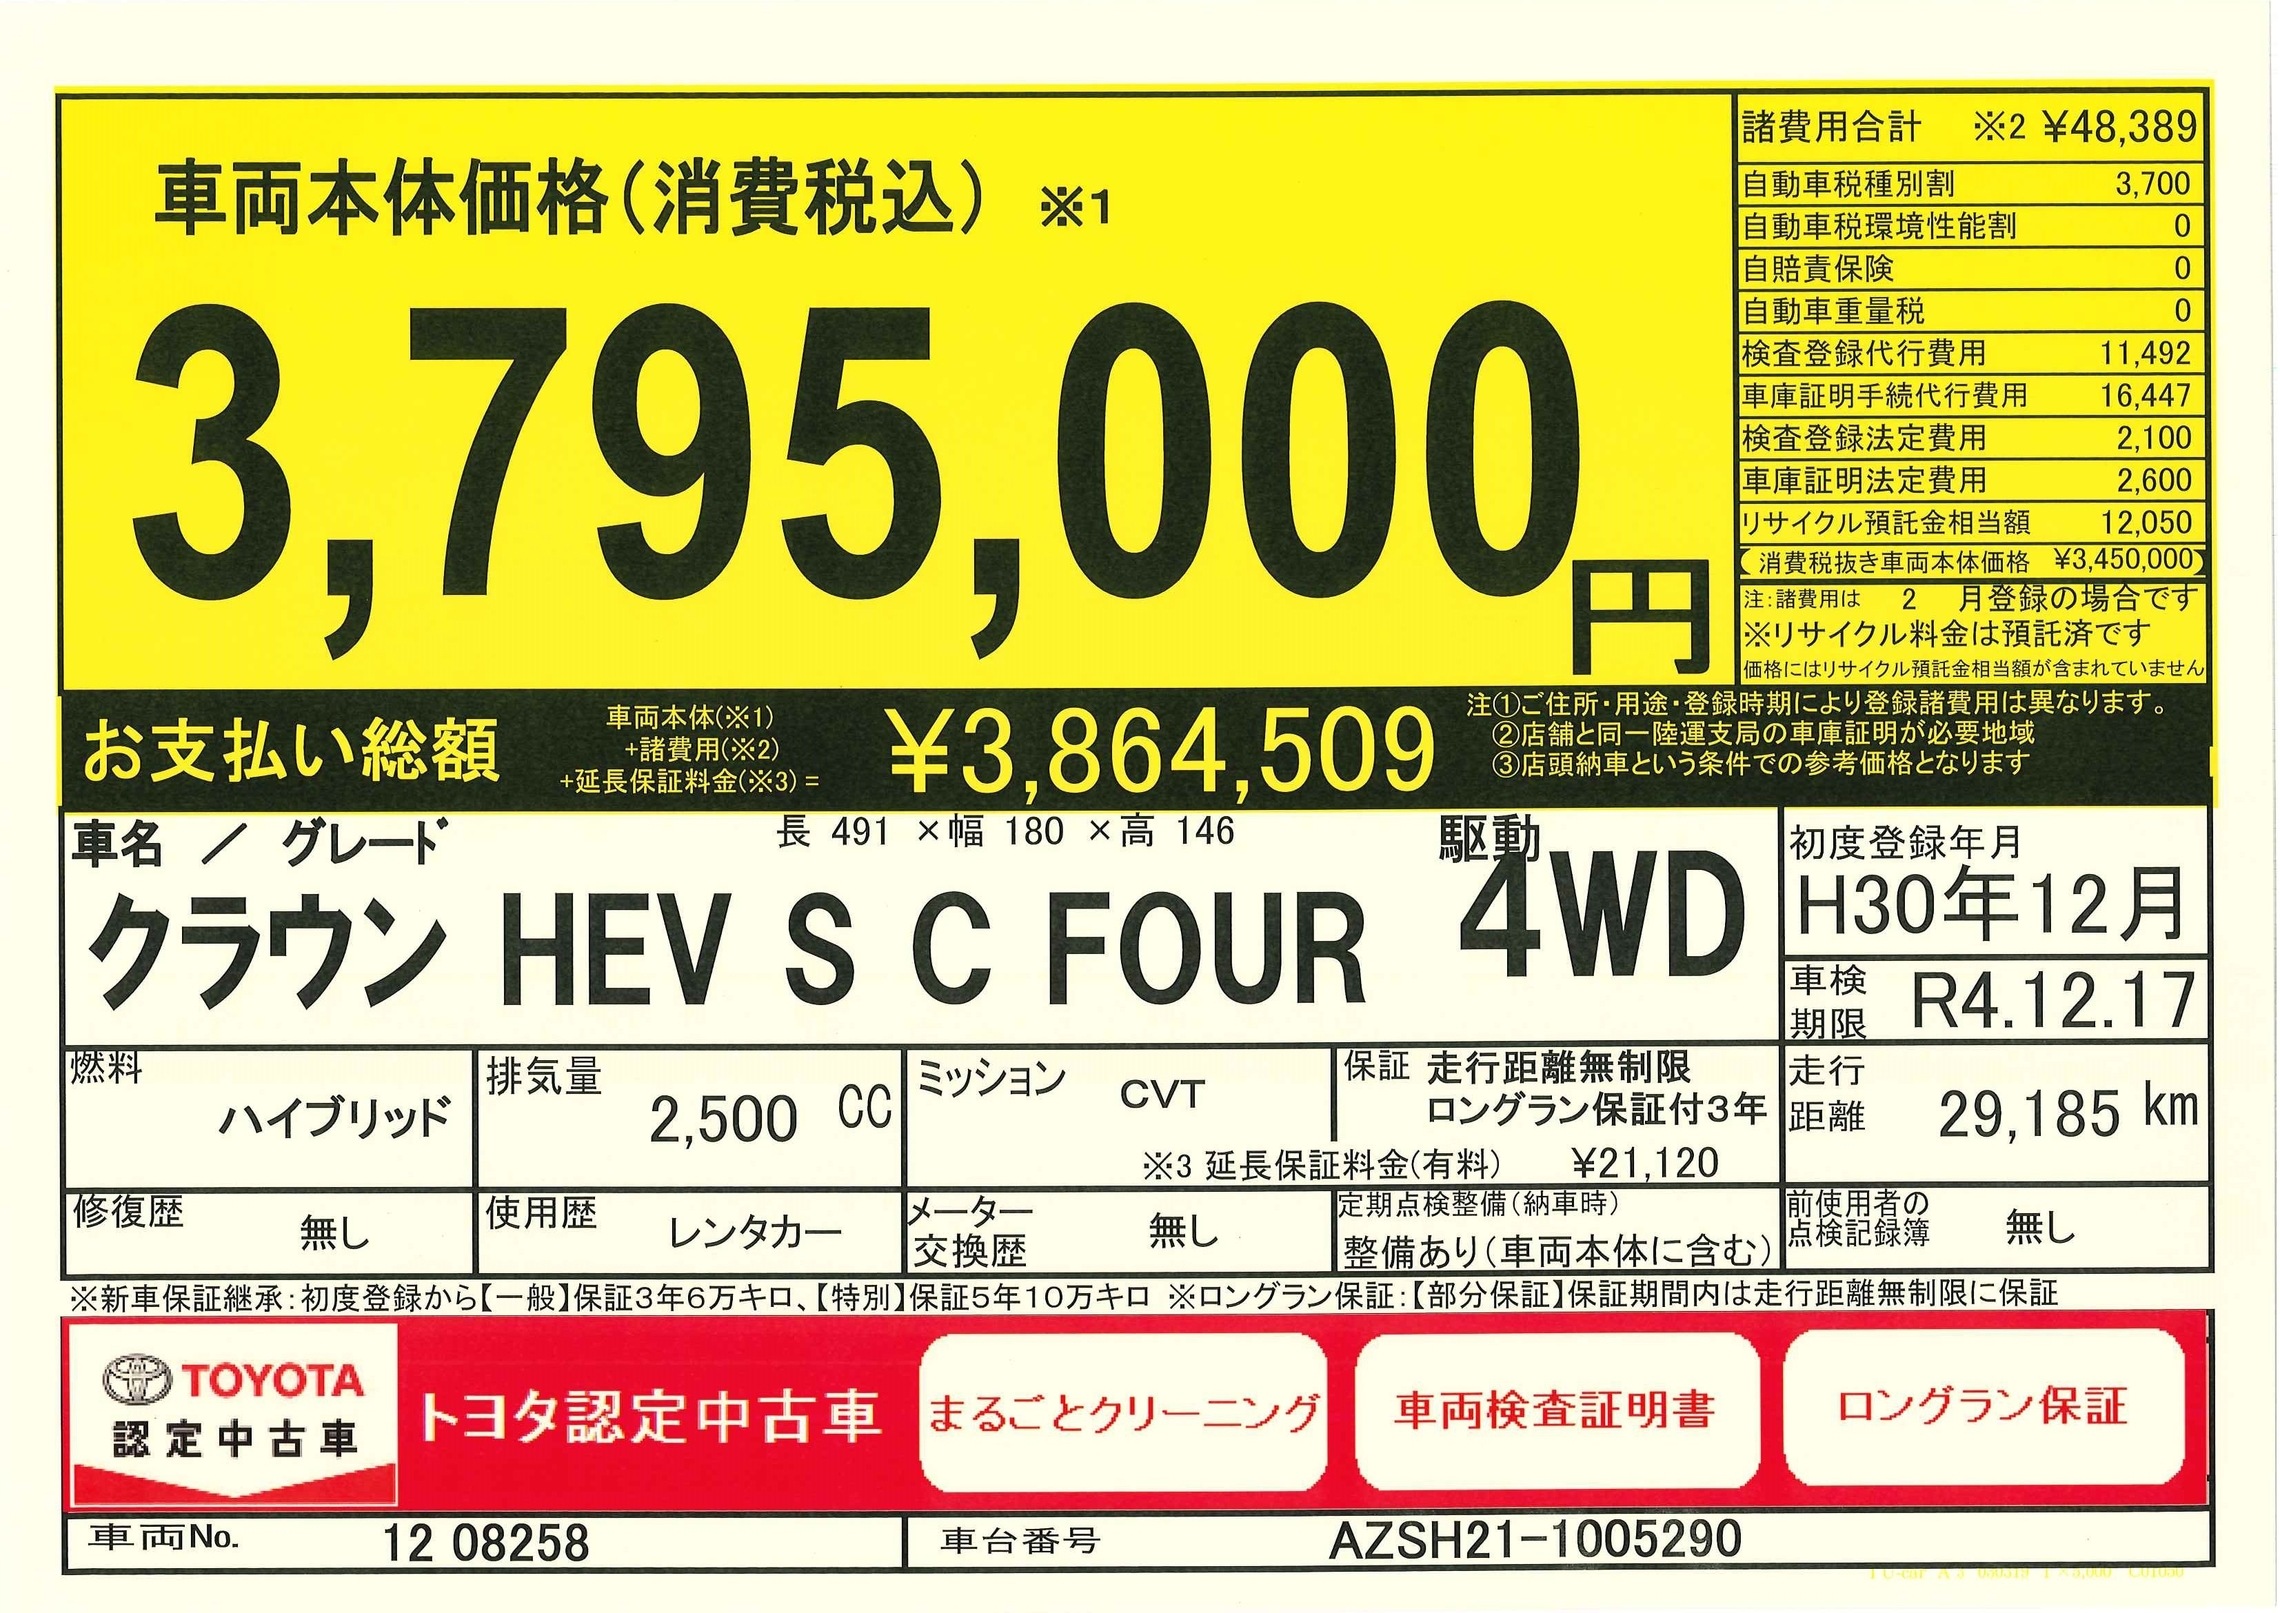 車両本体価格(消費税込) ※1
3,795,000円
諸費用合計 ※2 ¥48,389
自動車税種別割 3,700
自動車税環境性能割 0
自賠責保険 0
自動車重量税 0
検査登録代行費用 11,492
車庫証明手続代行費用 16,447
検査登録法定費用 2,100
車庫証明法定費用 2,600
リサイクル預託金相当額 12,050
(消費税抜き車両本体価格 ¥3,450,000)
注:諸費用は 2 月登録の場合です
※リサイクル料金は預託済です
価格にはリサイクル預託金相当額が含まれていません
お支払い総額
車両本体(※1)
+諸費用(※2)
+延長保証料金(※3)=
¥3,864,509
注①ご住所・用途・登録時期により登録諸費用は異なります。
②店舗と同一陸運支局の車庫証明が必要地域
③店頭納車という条件での参考価格となります
車名 / グレード
長 491 ×幅 180 ×高 146
クラウン HEV S C FOUR
駆動
4WD
初度登録年月
H30年12月
車検
期限
R4.12.17
燃料
ハイブリッド
排気量
2,500 CC
ミッション
CVT
保証 走行距離無制限
ロングラン保証付3年
※3 延長保証料金(有料) ¥21,120
走行
距離
29,185 km
修復歴
無し
使用歴
レンタカー
メーター
交換歴
無し
定期点検整備(納車時)
整備あり(車両本体に含む)
前使用者の
点検記録簿
無し
※新車保証継承:初度登録から【一般】保証3年6万キロ、【特別】保証5年10万キロ ※ロングラン保証:【部分保証】保証期間内は走行距離無制限に保証
TOYOTA
認定中古車
トヨタ認定中古車
まるごとクリーニング
車両検査証明書
ロングラン保証
車両No. 12 08258
車台番号 AZSH21-1005290